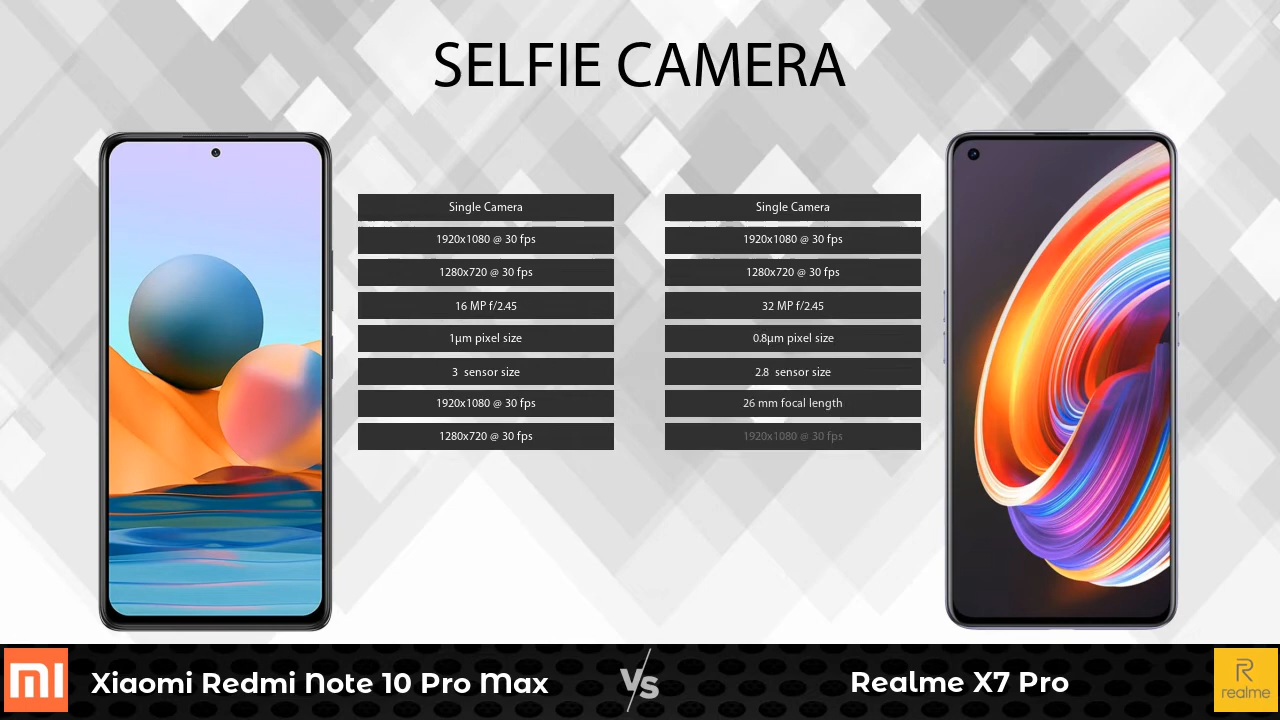 SELFIE CAMERA
Single Camera
1920x1080 @ 30 fps
1280x720 @ 30 fps
16 MP f/2.45
1µm pixel size
3 sensor size
1920x1080 @ 30 fps
1280x720 @ 30 fps
Single Camera
1920x1080 @ 30 fps
1280x720 @ 30 fps
32 MP f/2.45
0.8µm pixel size
2.8 sensor size
26 mm focal length
1920x1080 @ 30 fps
mi
Xiaomi Redmi Note 10 Pro Max
VS
Realme X7 Pro
R
realme